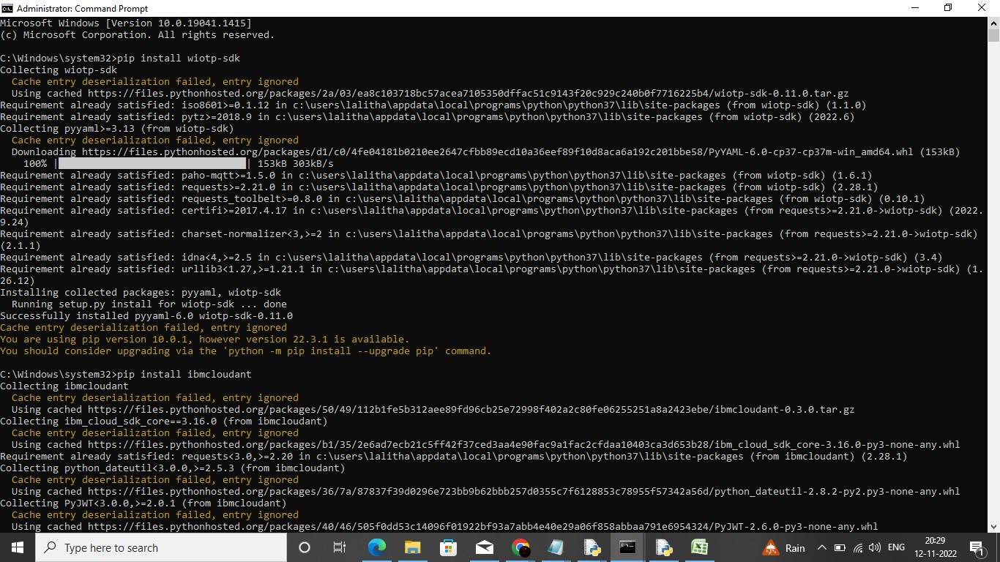 Administrator: Command Prompt
Microsoft Windows [Version 10.0.19041.1415]
(c) Microsoft Corporation. All rights reserved.
C:\Windows\system32>pip install wiotp-sdk
Collecting wiotp-sdk
Cache entry deserialization failed, entry ignored
Using cached https://files.pythonhosted.org/packages/2a/03/ea8c103718bc57acea7105350dffac51c9143f20c929c240b0f7716225b4/wiotp-sdk-0.11.0.tar.gz
Requirement already satisfied: iso8601>=0.1.12 in c:\users\lalitha\appdata\local\programs\python\python37\lib\site-packages (from wiotp-sdk) (1.1.0)
Requirement already satisfied: pytz>=2018.9 in c:\users\lalitha\appdata\local\programs\python\python37\lib\site-packages (from wiotp-sdk) (2022.6)
Collecting pyyaml>=3.13 (from wiotp-sdk)
Cache entry deserialization failed, entry ignored
Downloading https://files.pythonhosted.org/packages/d1/c0/4fe04181b0210ee2647cfbb89ecd10a36eef89f10d8aca6a192c201bbe58/PyYAML-6.0-cp37-cp37m-win_amd64.whl (153kB)
100% |████████████████████████████████| 153kB 303kB/s
Requirement already satisfied: paho-mqtt>=1.5.0 in c:\users\lalitha\appdata\local\programs\python\python37\lib\site-packages (from wiotp-sdk) (1.6.1)
Requirement already satisfied: requests>=2.21.0 in c:\users\lalitha\appdata\local\programs\python\python37\lib\site-packages (from wiotp-sdk) (2.28.1)
Requirement already satisfied: requests_toolbelt>=0.8.0 in c:\users\lalitha\appdata\local\programs\python\python37\lib\site-packages (from wiotp-sdk) (0.10.1)
Requirement already satisfied: certifi>=2017.4.17 in c:\users\lalitha\appdata\local\programs\python\python37\lib\site-packages (from requests>=2.21.0->wiotp-sdk) (2022.
9.24)
Requirement already satisfied: charset-normalizer<3,>=2 in c:\users\lalitha\appdata\local\programs\python\python37\lib\site-packages (from requests>=2.21.0->wiotp-sdk)
(2.1.1)
Requirement already satisfied: idna<4,>=2.5 in c:\users\lalitha\appdata\local\programs\python\python37\lib\site-packages (from requests>=2.21.0->wiotp-sdk) (3.4)
Requirement already satisfied: urllib3<1.27,>=1.21.1 in c:\users\lalitha\appdata\local\programs\python\python37\lib\site-packages (from requests>=2.21.0->wiotp-sdk) (1.
26.12)
Installing collected packages: pyyaml, wiotp-sdk
Running setup.py install for wiotp-sdk ... done
Successfully installed pyyaml-6.0 wiotp-sdk-0.11.0
Cache entry deserialization failed, entry ignored
You are using pip version 10.0.1, however version 22.3.1 is available.
You should consider upgrading via the 'python -m pip install --upgrade pip' command.
C:\Windows\system32>pip install ibmcloudant
Collecting ibmcloudant
Cache entry deserialization failed, entry ignored
Using cached https://files.pythonhosted.org/packages/50/49/112b1fe5b312aee89fd96cb25e72998f402a2c80fe06255251a8a2423ebe/ibmcloudant-0.3.0.tar.gz
Collecting ibm_cloud_sdk_core==3.16.0 (from ibmcloudant)
Cache entry deserialization failed, entry ignored
Using cached https://files.pythonhosted.org/packages/b1/35/2e6ad7ecb21c5ff42f37ced3aa4e90fac9a1fac2cfdaa10403ca3d653b28/ibm_cloud_sdk_core-3.16.0-py3-none-any.whl
Requirement already satisfied: requests<3.0,>=2.20 in c:\users\lalitha\appdata\local\programs\python\python37\lib\site-packages (from ibmcloudant) (2.28.1)
Collecting python_dateutil<3.0.0,>=2.5.3 (from ibmcloudant)
Cache entry deserialization failed, entry ignored
Using cached https://files.pythonhosted.org/packages/36/7a/87837f39d0296e723bb9b62bbb257d0355c7f6128853c78955f57342a56d/python_dateutil-2.8.2-py2.py3-none-any.whl
Collecting PyJWT<3.0.0,>=2.0.1 (from ibmcloudant)
Cache entry deserialization failed, entry ignored
Using cached https://files.pythonhosted.org/packages/40/46/505f0dd53c14096f01922bf93a7abb4e40e29a06f858abbaa791e6954324/PyJWT-2.6.0-py3-none-any.whl
Type here to search
Rain
ENG
20:29
12-11-2022
1